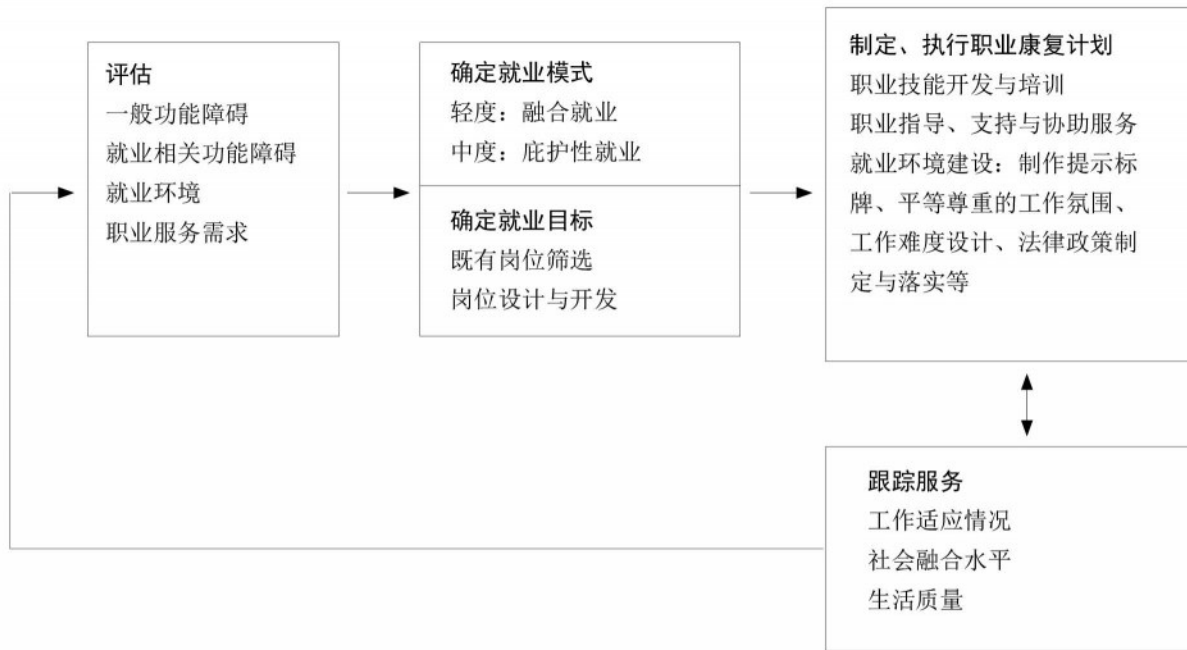 评估
一般功能障碍
就业相关功能障碍
就业环境
职业服务需求
确定就业模式
轻度：融合就业
中度：庇护性就业
确定就业目标
既有岗位筛选
岗位设计与开发
制定、执行职业康复计划
职业技能开发与培训
职业指导、支持与协助服务
就业环境建设：制作提示标
牌、平等尊重的工作氛围、
工作难度设计、法律政策制
定与落实等
跟踪服务
工作适应情况
社会融合水平
生活质量